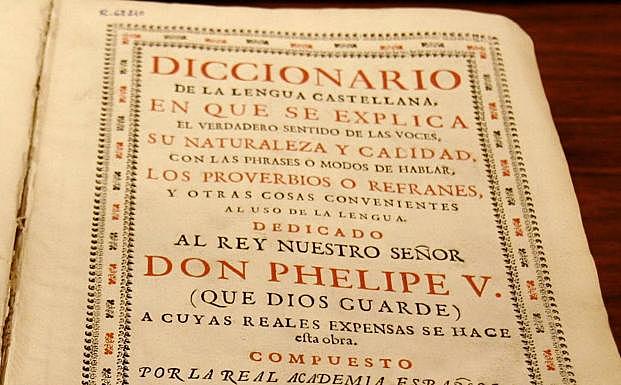 R-68240
DICCIONARIO
DE LA LENGUA CASTELLANA,
EN QUE SE EXPLICA
EL VERDADERO SENTIDO DE LAS VOCES,
SU NATURALEZA Y CALIDAD,
CON LAS PHRASES O MODOS DE HABLAR,
LOS PROVERBIOS O REFRANES,
Y OTRAS COSAS CONVENIENTES
AL USO DE LA LENGUA.
DEDICADO
AL REY NUESTRO SEÑOR
DON PHELIPE V.
(QUE DIOS GUARDE)
A CUYAS REALES EXPENSAS SE HACE
eſta obra.
COMPUESTO
POR LA REAL ACADEMIA